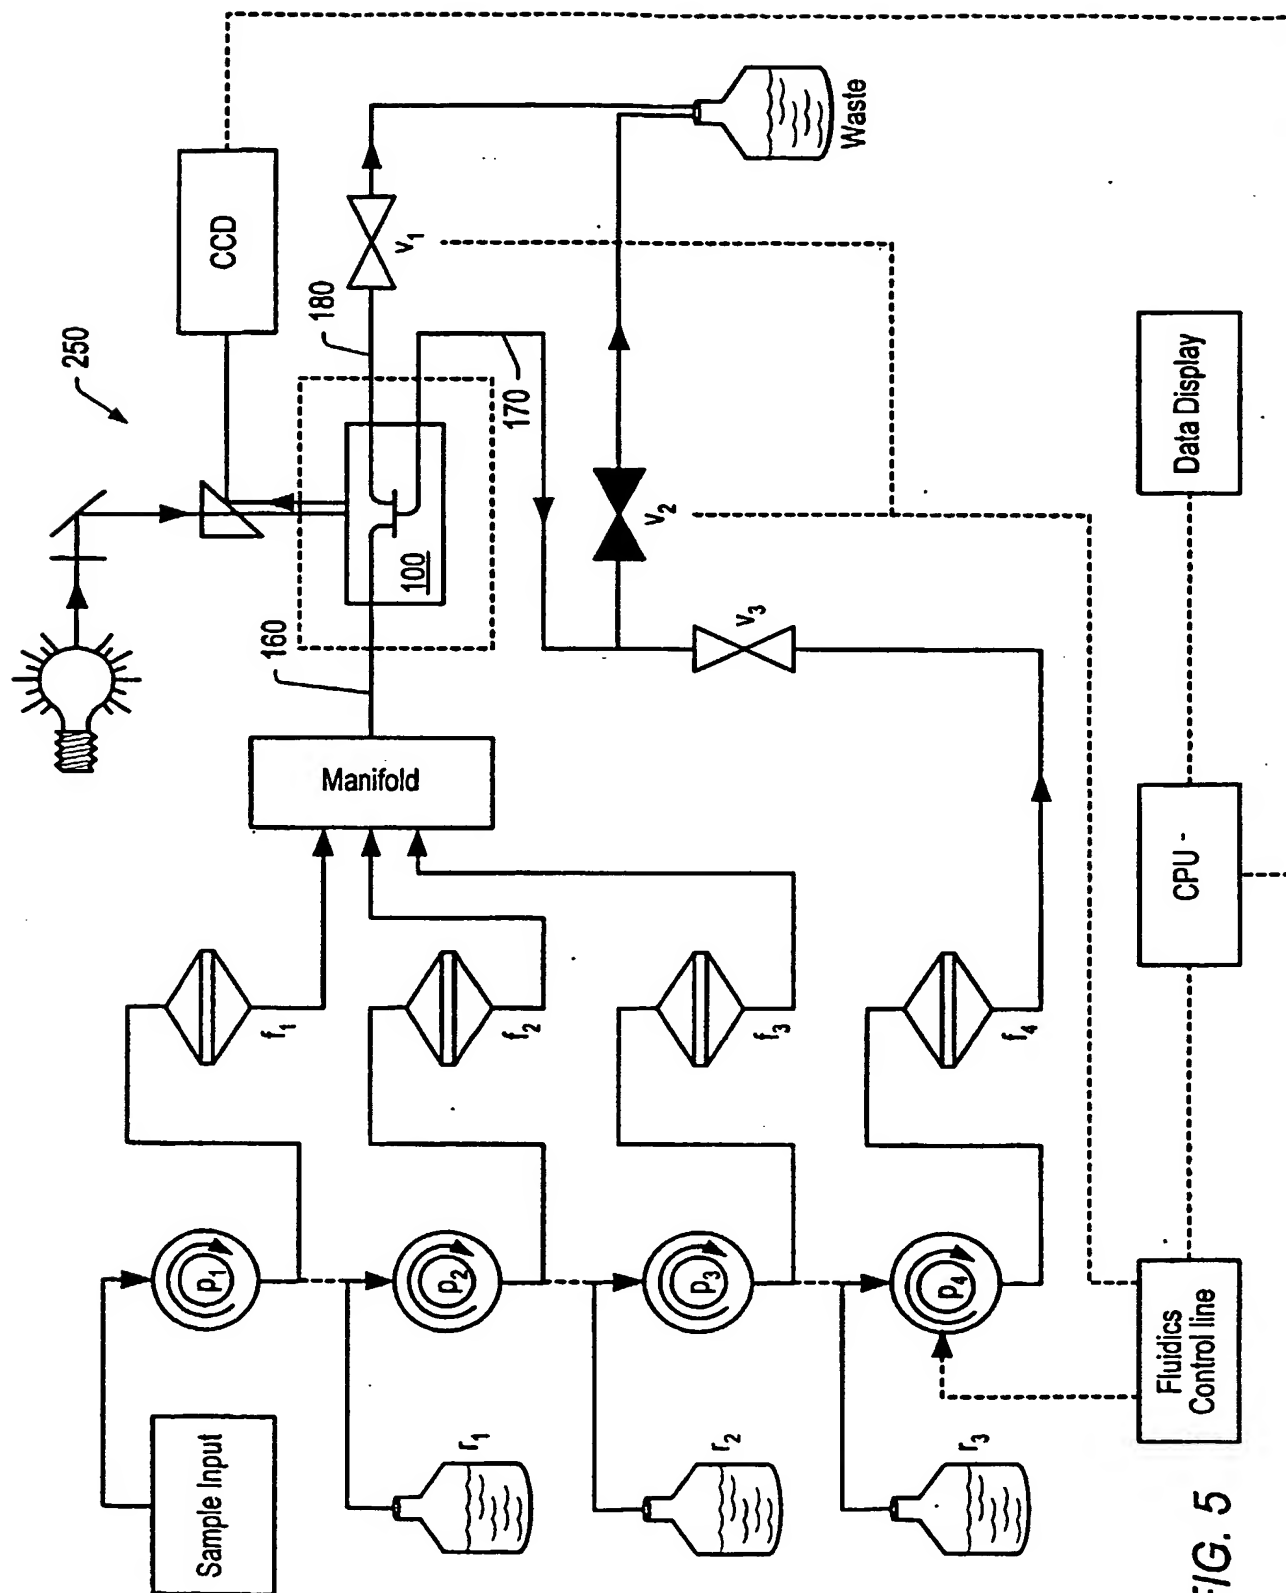 250
CCD
180
V1
170
Waste
160
100
V2
V3
Manifold
f1
f2
f3
f4
p1
p2
p3
p4
Sample Input
r1
r2
r3
Fluidics
Control line
CPU -
Data Display
FIG. 5